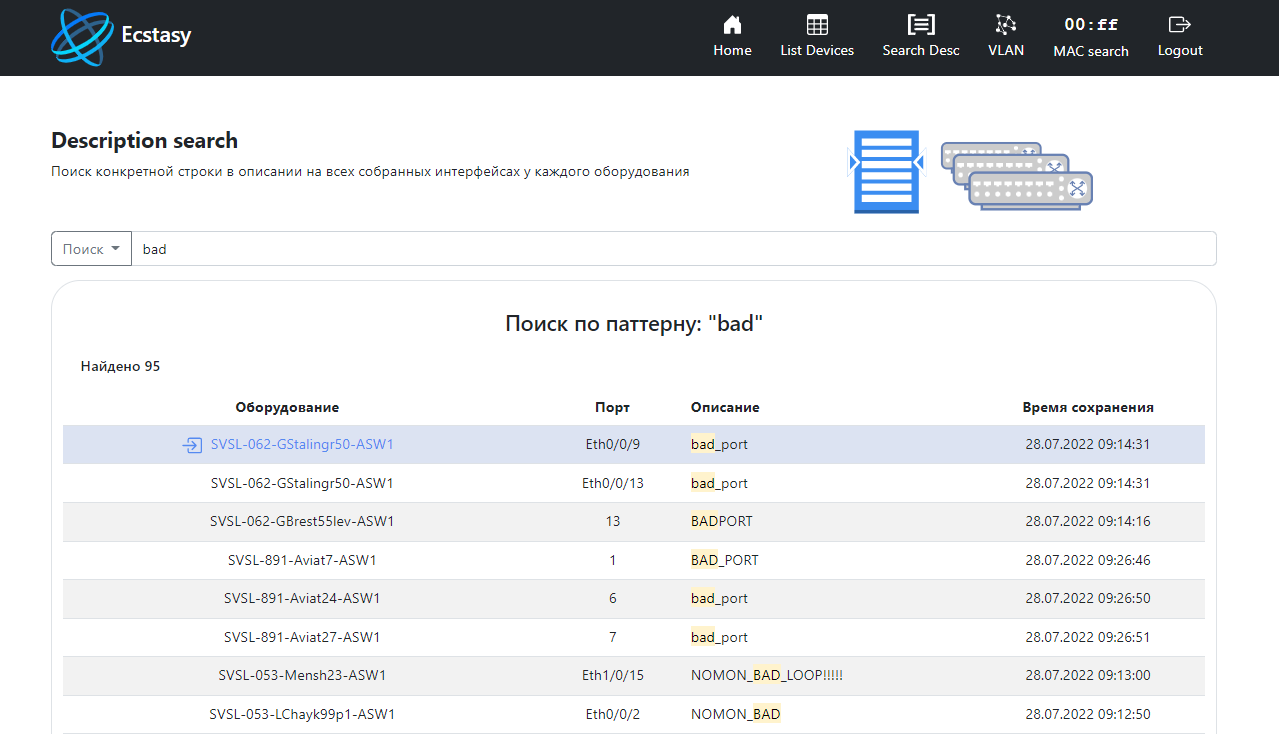 Ecstasy
Home
List Devices
Search Desc
VLAN
00:ff
MAC search
Logout
Description search
Поиск конкретной строки в описании на всех собранных интерфейсах у каждого оборудования
Поиск bad
Поиск по паттерну: "bad"
Найдено 95
Оборудование Порт Описание Время сохранения
SVSL-062-GStalingr50-ASW1 Eth0/0/9 bad_port 28.07.2022 09:14:31
SVSL-062-GStalingr50-ASW1 Eth0/0/13 bad_port 28.07.2022 09:14:31
SVSL-062-GBrest55lev-ASW1 13 BADPORT 28.07.2022 09:14:16
SVSL-891-Aviat7-ASW1 1 BAD_PORT 28.07.2022 09:26:46
SVSL-891-Aviat24-ASW1 6 bad_port 28.07.2022 09:26:50
SVSL-891-Aviat27-ASW1 7 bad_port 28.07.2022 09:26:51
SVSL-053-Mensh23-ASW1 Eth1/0/15 NOMON_BAD_LOOP!!!!! 28.07.2022 09:13:00
SVSL-053-LChayk99p1-ASW1 Eth0/0/2 NOMON_BAD 28.07.2022 09:12:50